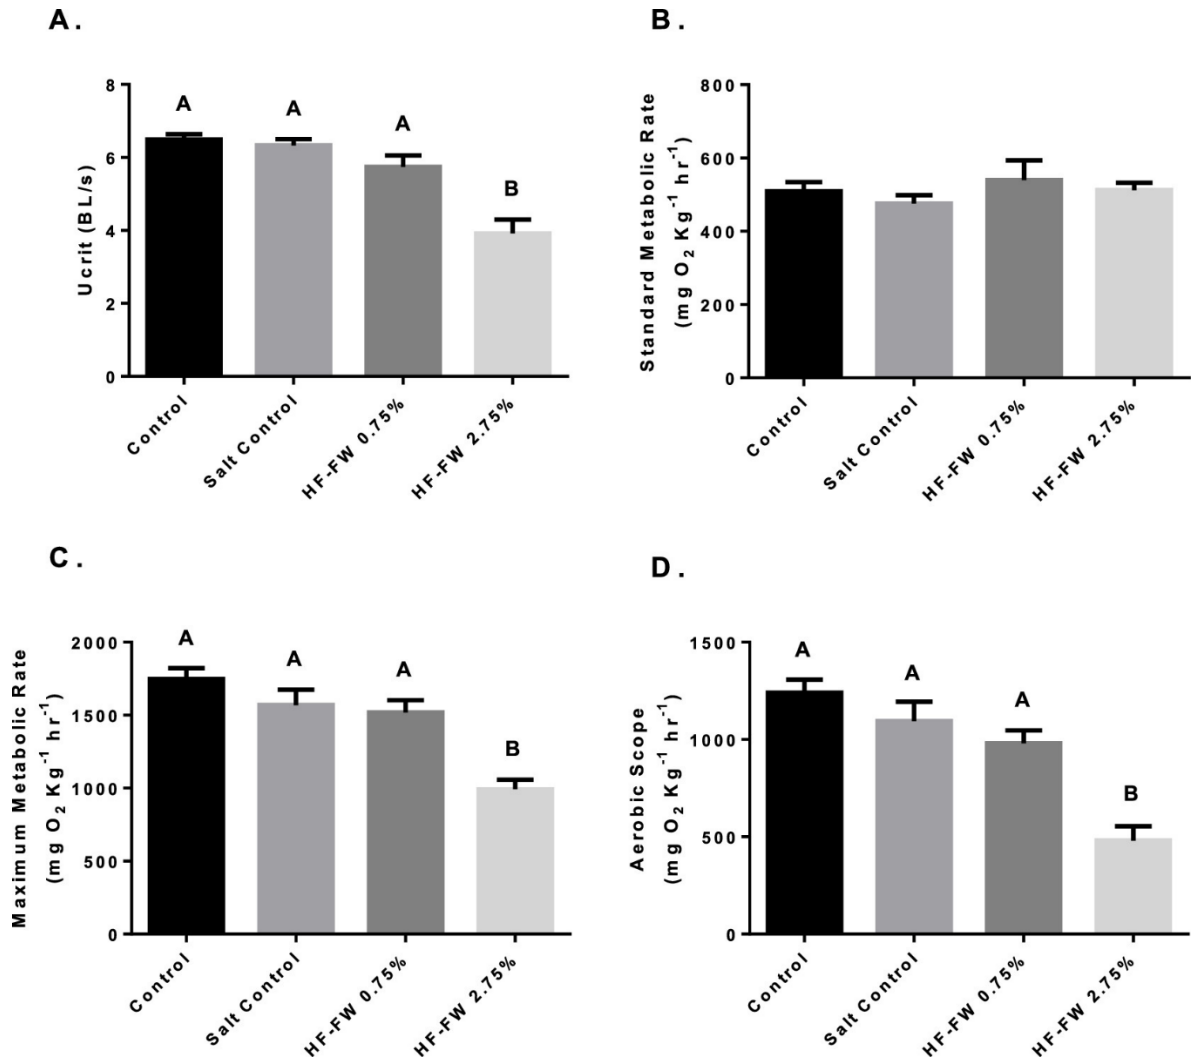 A.
Ucrit (BL/s)
8
6
4
2
0
A
A
A
B
Control
Salt Control
HF-FW 0.75%
HF-FW 2.75%
B.
Standard Metabolic Rate
(mg O₂ Kg⁻¹ hr⁻¹)
800
600
400
200
0
Control
Salt Control
HF-FW 0.75%
HF-FW 2.75%
C.
Maximum Metabolic Rate
(mg O₂ Kg⁻¹ hr⁻¹)
2000
1500
1000
500
0
A
A
A
B
Control
Salt Control
HF-FW 0.75%
HF-FW 2.75%
D.
Aerobic Scope
(mg O₂ Kg⁻¹ hr⁻¹)
1500
1000
500
0
A
A
A
B
Control
Salt Control
HF-FW 0.75%
HF-FW 2.75%